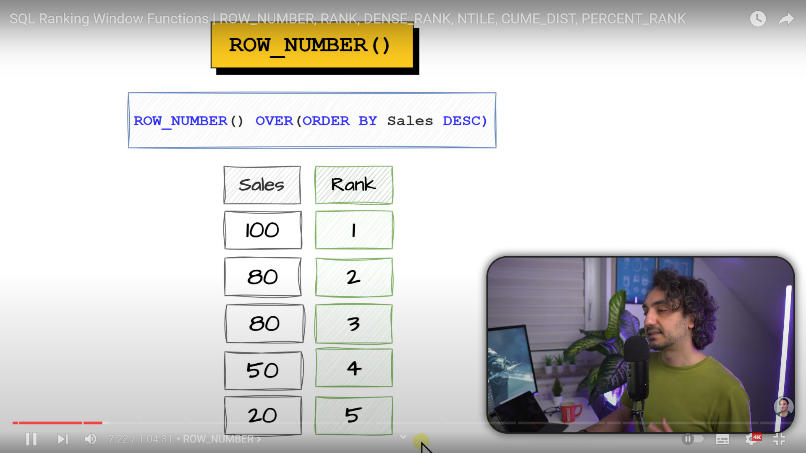 SQL Ranking Window Functions | ROW_NUMBER, RANK, DENSE_RANK, NTILE, CUME_DIST, PERCENT_RANK
ROW_NUMBER()
ROW_NUMBER() OVER(ORDER BY Sales DESC)
Sales Rank
100 1
80 2
80 3
50 4
20 5
7:22 / 1:04:31 • ROW_NUMBER >
4K